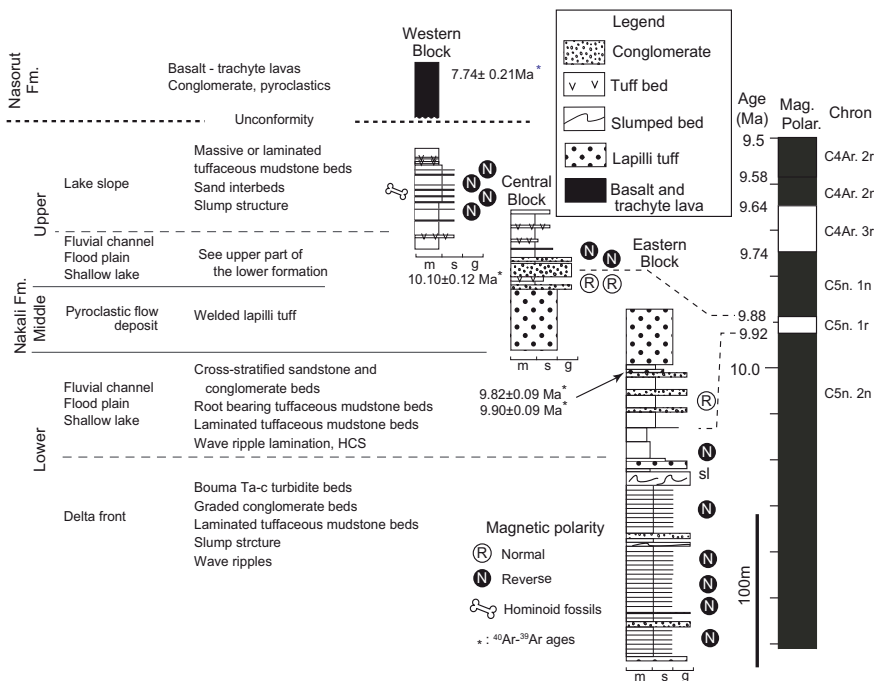 Nasorut
Fm.
Basalt - trachyte lavas
Conglomerate, pyroclastics
Western
Block
7.74± 0.21Ma*
Unconformity
Legend
Conglomerate
Tuff bed
Slumped bed
Lapilli tuff
Basalt and
trachyte lava
Nakali Fm.
Upper
Lake slope
Massive or laminated
tuffaceous mudstone beds
Sand interbeds
Slump structure
N
N
N
N
m s g
Fluvial channel
Flood plain
Shallow lake
See upper part of
the lower formation
10.10±0.12 Ma*
Central
Block
N N
R R
m s g
Middle
Pyroclastic flow
deposit
Welded lapilli tuff
Lower
Fluvial channel
Flood plain
Shallow lake
Cross-stratified sandstone and
conglomerate beds
Root bearing tuffaceous mudstone beds
Laminated tuffaceous mudstone beds
Wave ripple lamination, HCS
Delta front
Bouma Ta-c turbidite beds
Graded conglomerate beds
Laminated tuffaceous mudstone beds
Slump strcture
Wave ripples
9.82±0.09 Ma*
9.90±0.09 Ma*
Eastern
Block
R
N
sl
N
N
N
N
N
m s g
Magnetic polarity
R Normal
N Reverse
Hominoid fossils
* : 40Ar-39Ar ages
100m
Age
(Ma)
Mag.
Polar.
Chron
9.5
9.58
9.64
9.74
9.88
9.92
10.0
C4Ar. 2r
C4Ar. 2n
C4Ar. 3r
C5n. 1n
C5n. 1r
C5n. 2n